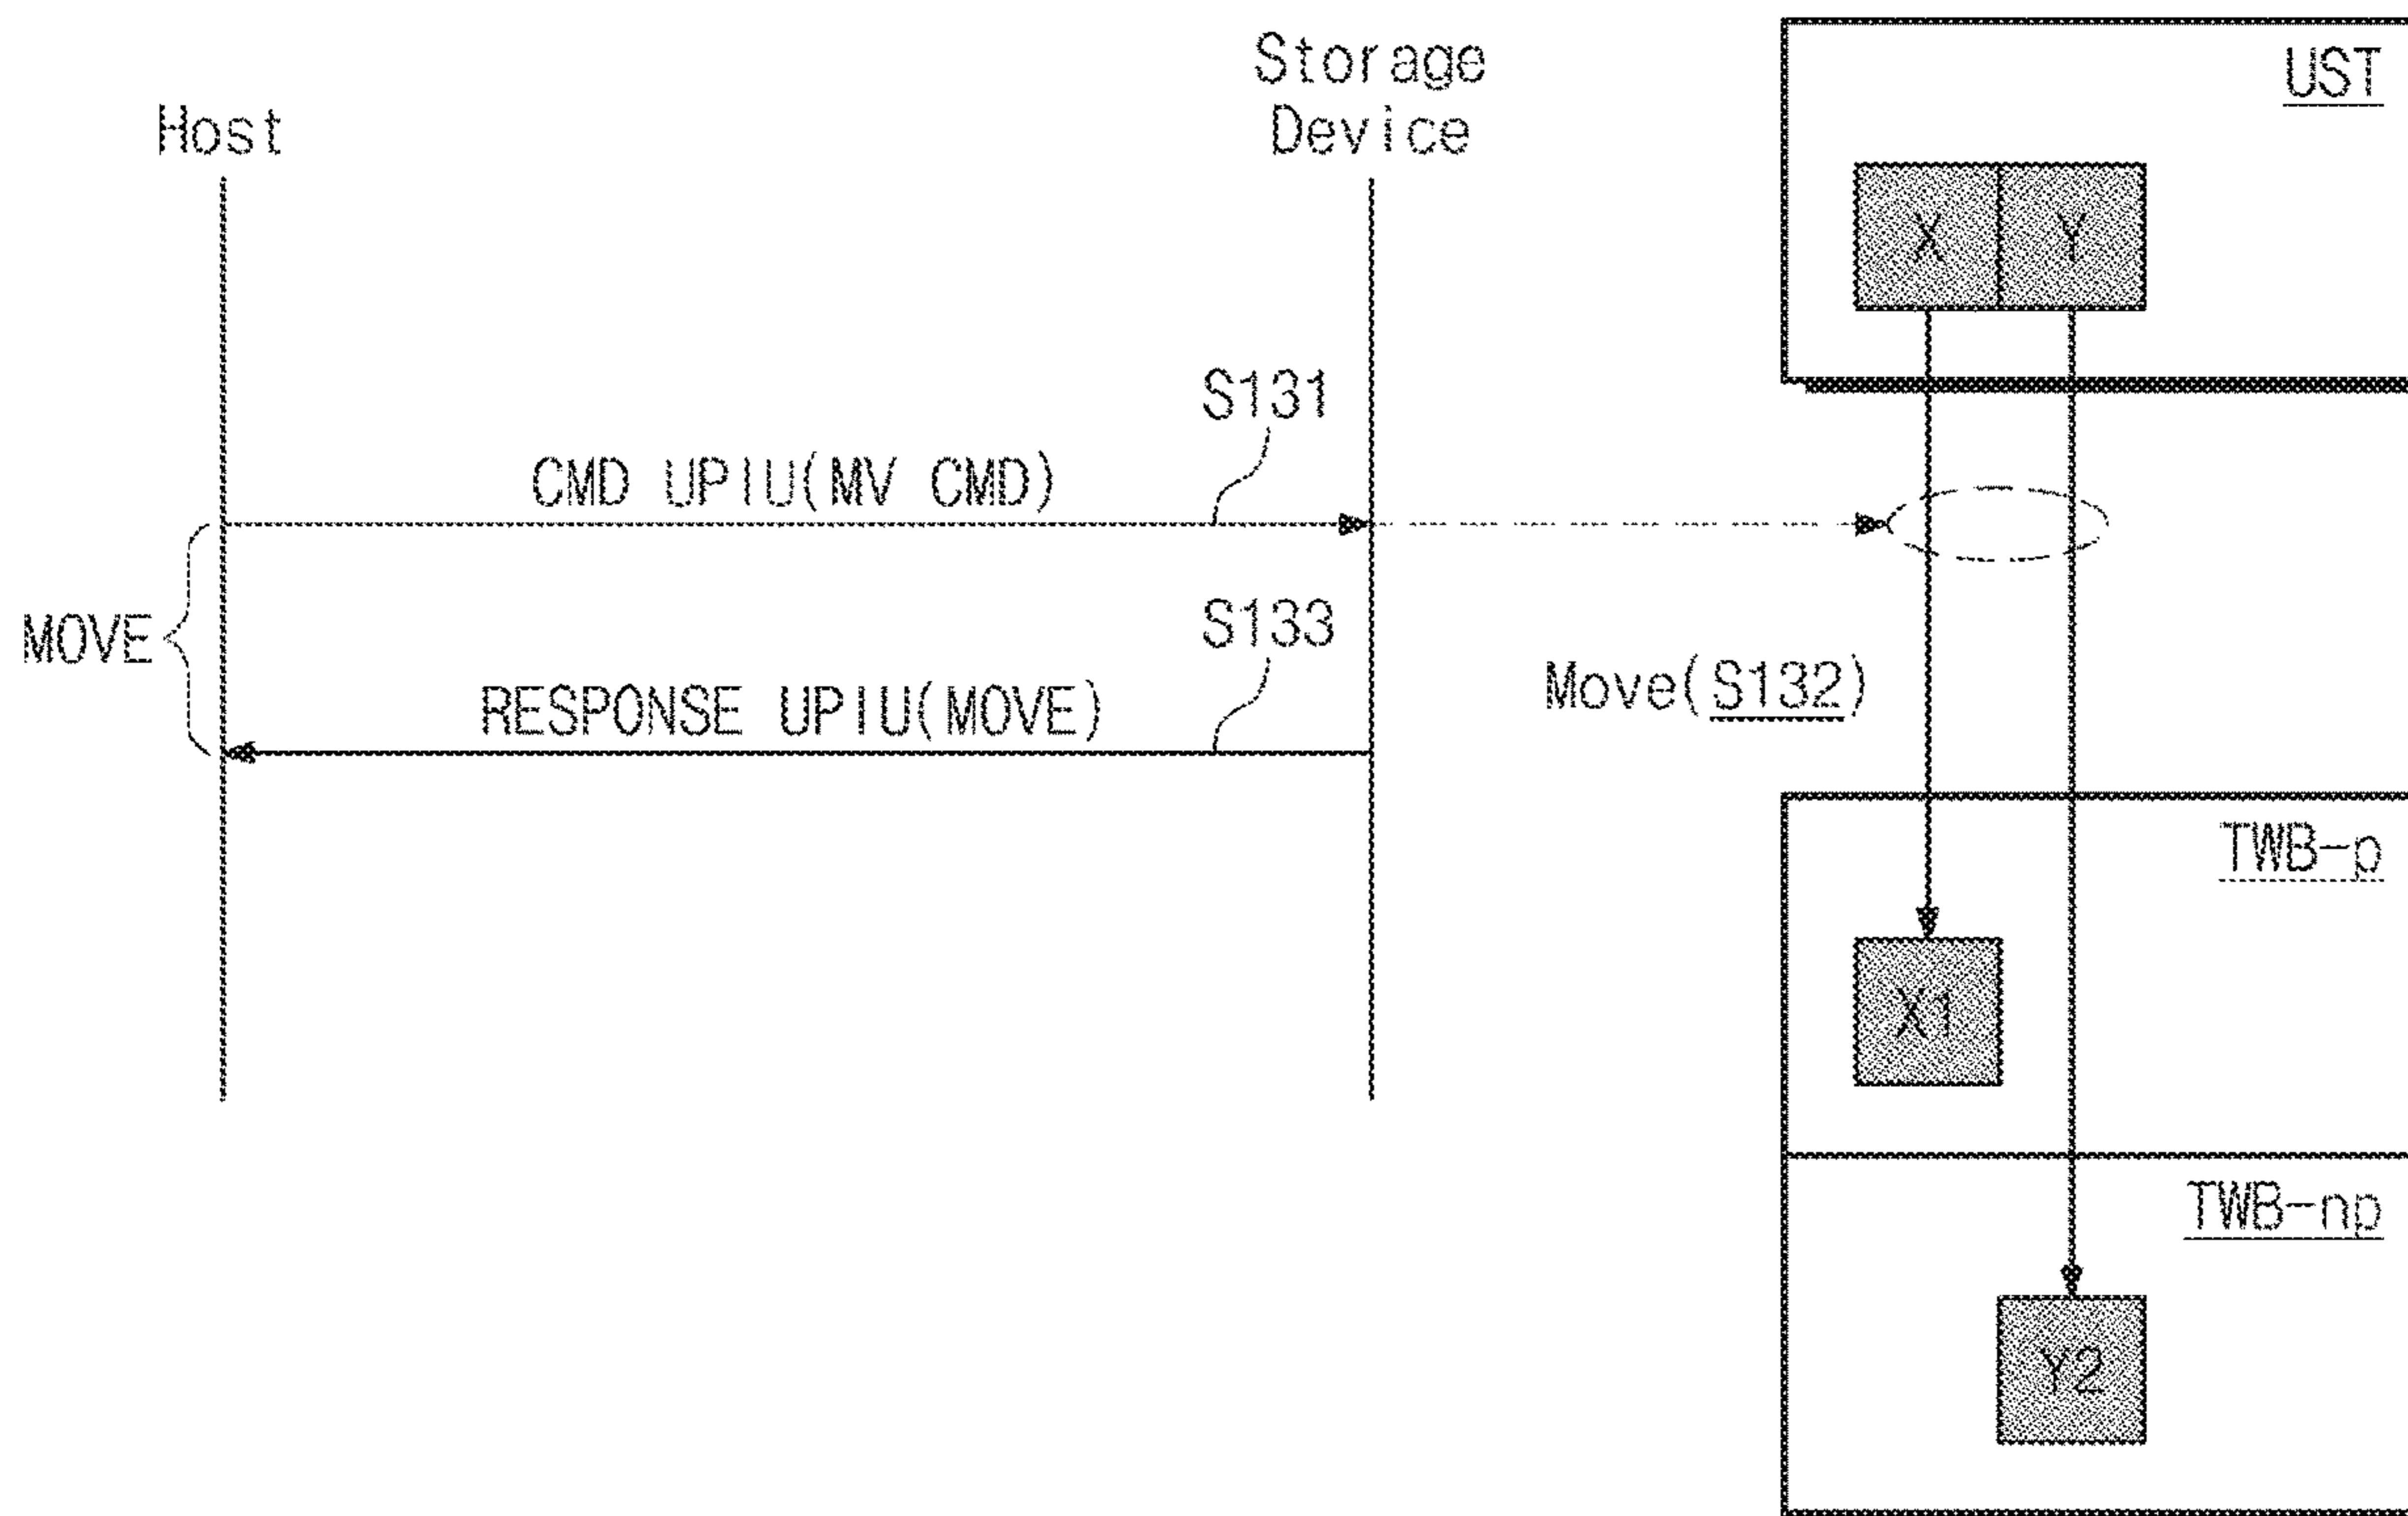 Host
Storage
Device
UST
X
Y
S131
CMD UPIU(MV CMD)
MOVE
S133
RESPONSE UPIU(MOVE)
Move(S132)
TWB-p
X1
TWB-np
Y2